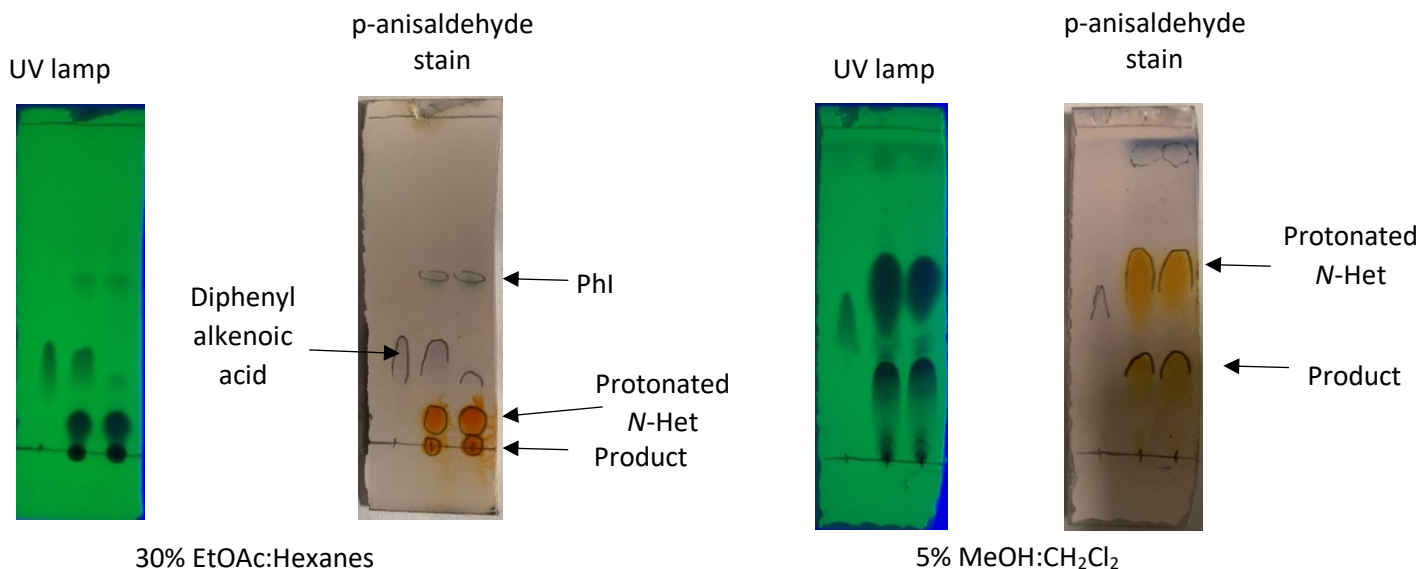 UV lamp
p-anisaldehyde
stain
Diphenyl
alkenoic
acid
PhI
Protonated
N-Het
Product
30% EtOAc:Hexanes
UV lamp
p-anisaldehyde
stain
Protonated
N-Het
Product
5% MeOH:CH₂Cl₂